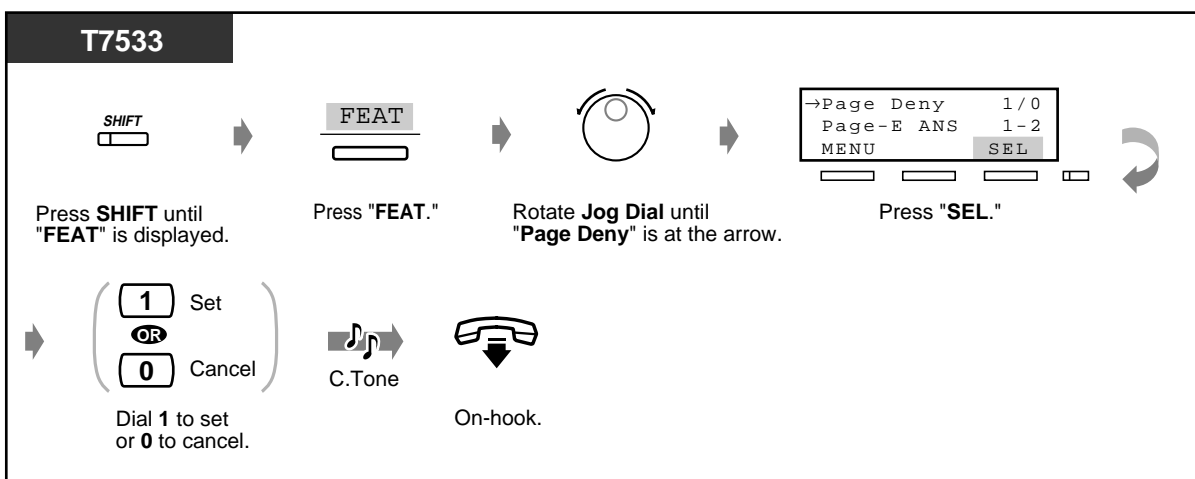 T7533
SHIFT
FEAT
→Page Deny 1/0
Page-E ANS 1-2
MENU SEL
Press SHIFT until
"FEAT" is displayed.
Press "FEAT."
Rotate Jog Dial until
"Page Deny" is at the arrow.
Press "SEL."
1 Set
OR
0 Cancel
Dial 1 to set
or 0 to cancel.
C.Tone
On-hook.